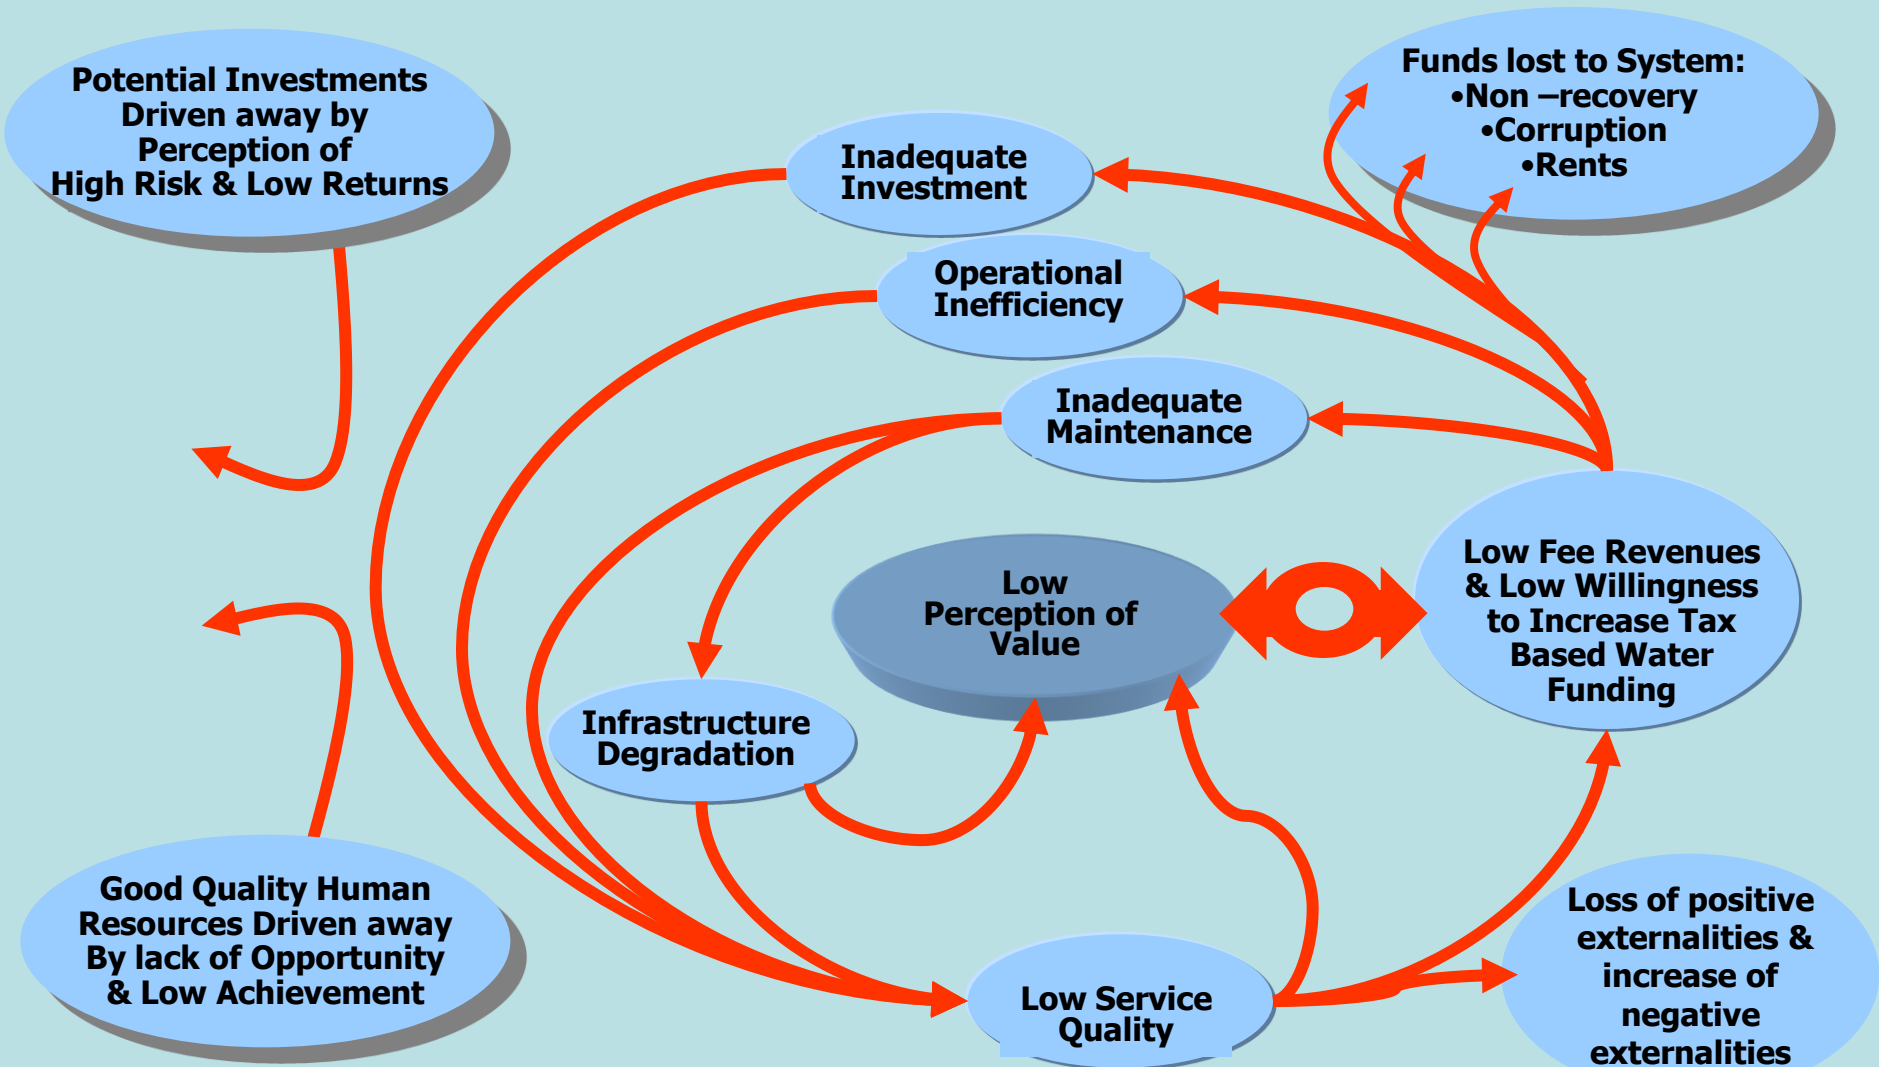 Potential Investments
Driven away by
Perception of
High Risk & Low Returns
Funds lost to System:
•Non –recovery
•Corruption
•Rents
Inadequate
Investment
Operational
Inefficiency
Inadequate
Maintenance
Low
Perception of
Value
Low Fee Revenues
& Low Willingness
to Increase Tax
Based Water
Funding
Infrastructure
Degradation
Good Quality Human
Resources Driven away
By lack of Opportunity
& Low Achievement
Low Service
Quality
Loss of positive
externalities &
increase of
negative
externalities